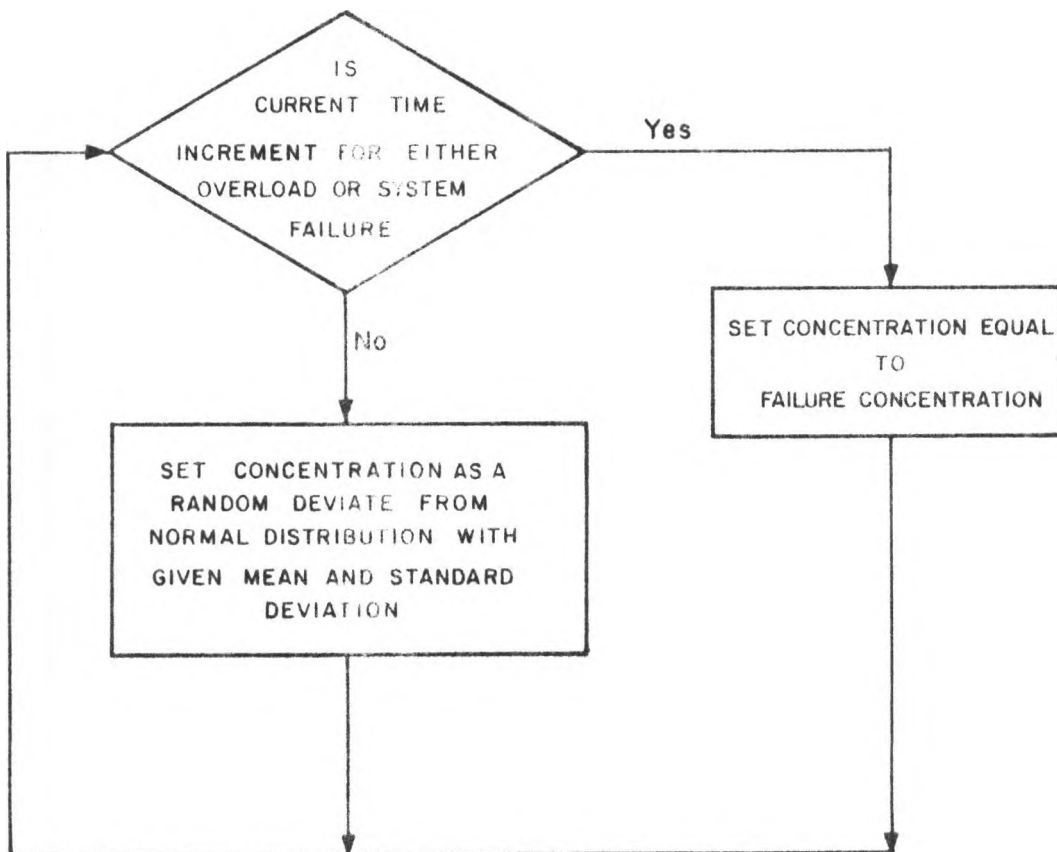 IS
CURRENT TIME
INCREMENT FOR EITHER
OVERLOAD OR SYSTEM
FAILURE
Yes
No
SET CONCENTRATION EQUAL
TO
FAILURE CONCENTRATION
SET CONCENTRATION AS A
RANDOM DEVIATE FROM
NORMAL DISTRIBUTION WITH
GIVEN MEAN AND STANDARD
DEVIATION